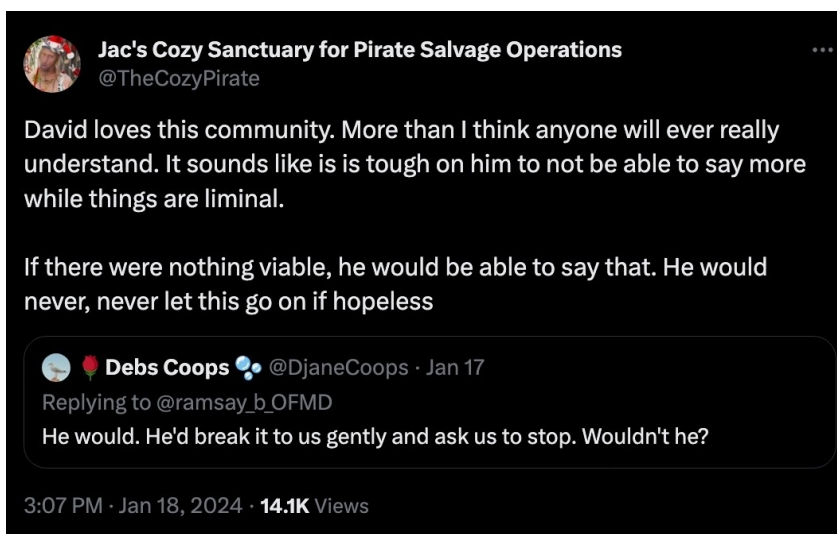 Jac's Cozy Sanctuary for Pirate Salvage Operations
@TheCozyPirate
David loves this community. More than I think anyone will ever really
understand. It sounds like is is tough on him to not be able to say more
while things are liminal.
If there were nothing viable, he would be able to say that. He would
never, never let this go on if hopeless
🌹 Debs Coops 🫧 @DjaneCoops · Jan 17
Replying to @ramsay_b_OFMD
He would. He'd break it to us gently and ask us to stop. Wouldn't he?
3:07 PM · Jan 18, 2024 · 14.1K Views